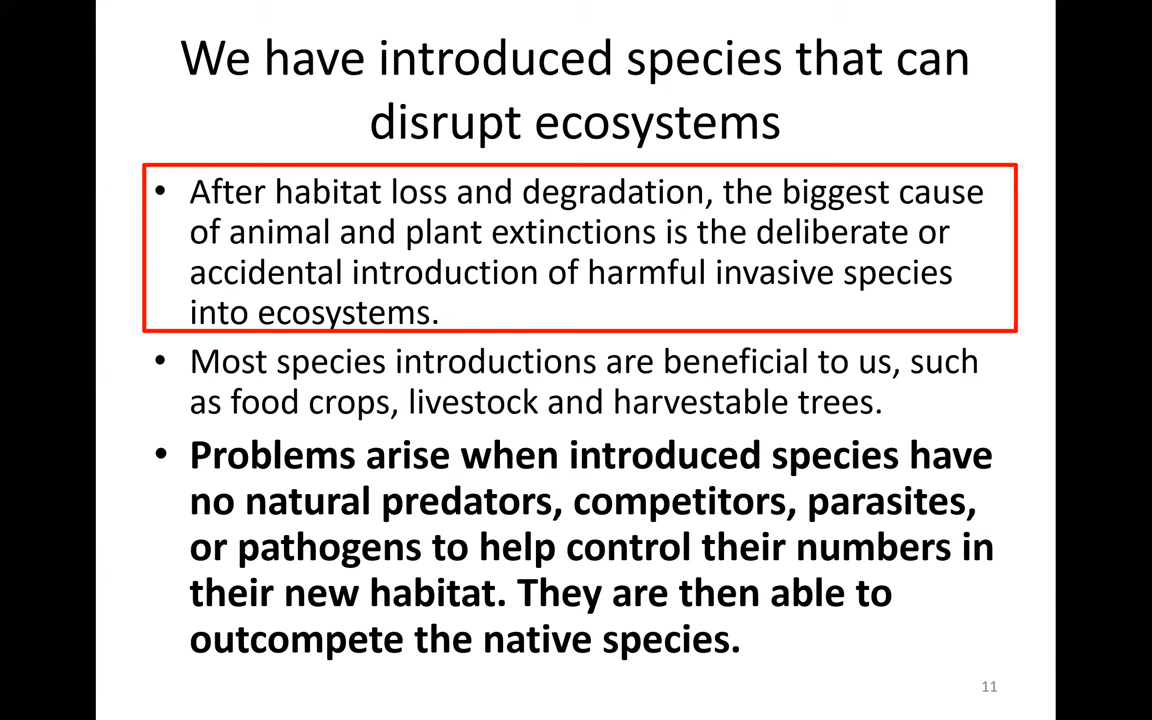 We have introduced species that can
disrupt ecosystems
• After habitat loss and degradation, the biggest cause
of animal and plant extinctions is the deliberate or
accidental introduction of harmful invasive species
into ecosystems.
• Most species introductions are beneficial to us, such
as food crops, livestock and harvestable trees.
• Problems arise when introduced species have
no natural predators, competitors, parasites,
or pathogens to help control their numbers in
their new habitat. They are then able to
outcompete the native species.
11